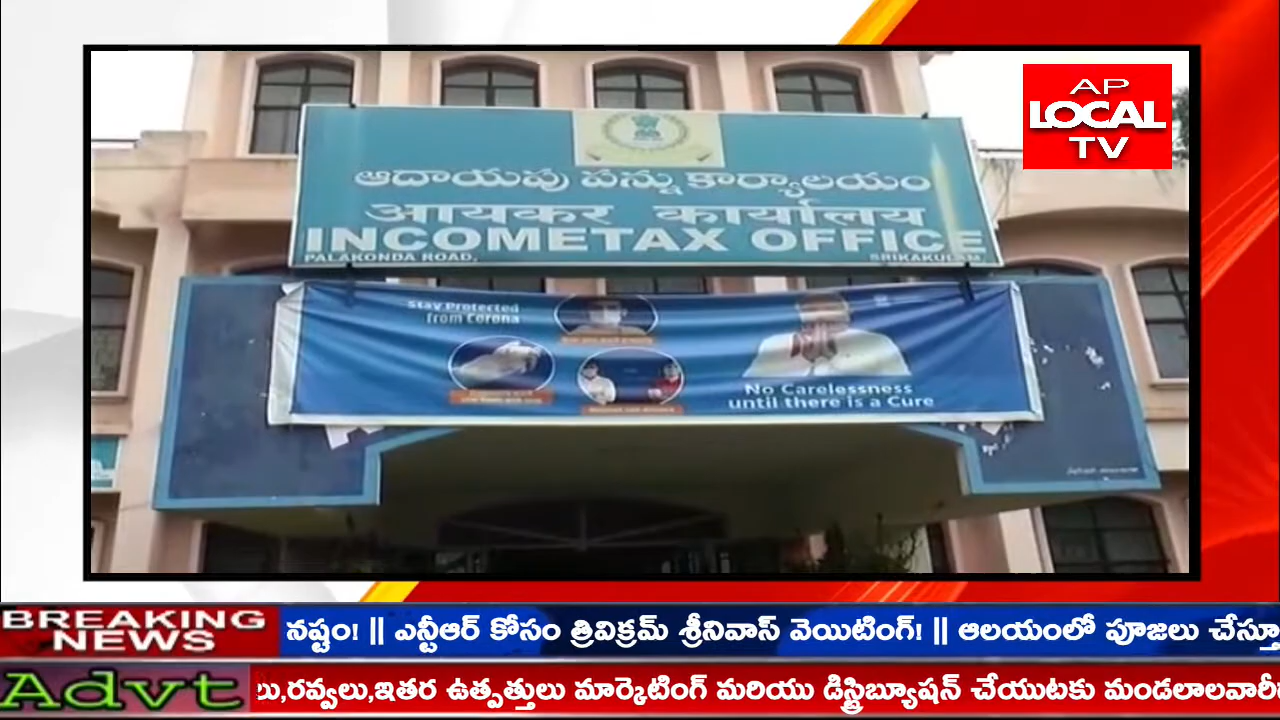 AP
LOCAL
TV
ఆదాయపు పన్ను కార్యాలయం
आयकर कार्यालय
INCOMETAX OFFICE
PALAKONDA ROAD, SRIKAKULAM
Stay Protected
from Corona
No Carelessness
until there is a Cure
BREAKING
NEWS
నష్టం! || ఎన్టీఆర్ కోసం త్రివిక్రమ్ శ్రీనివాస్ వెయిటింగ్! || ఆలయంలో పూజలు చేస్తూ
Advt
లు,రవ్వలు,ఇతర ఉత్పత్తులు మార్కెటింగ్ మరియు డిస్ట్రిబ్యూషన్ చేయుటకు మండలాలవారీ